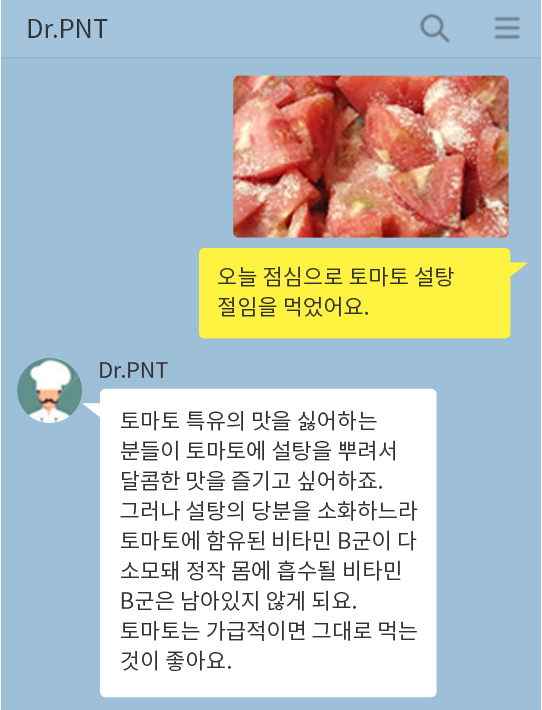 Dr.PNT
오늘 점심으로 토마토 설탕
절임을 먹었어요.
Dr.PNT
토마토 특유의 맛을 싫어하는
분들이 토마토에 설탕을 뿌려서
달콤한 맛을 즐기고 싶어하죠.
그러나 설탕의 당분을 소화하느라
토마토에 함유된 비타민 B군이 다
소모돼 정작 몸에 흡수될 비타민
B군은 남아있지 않게 되요.
토마토는 가급적이면 그대로 먹는
것이 좋아요.